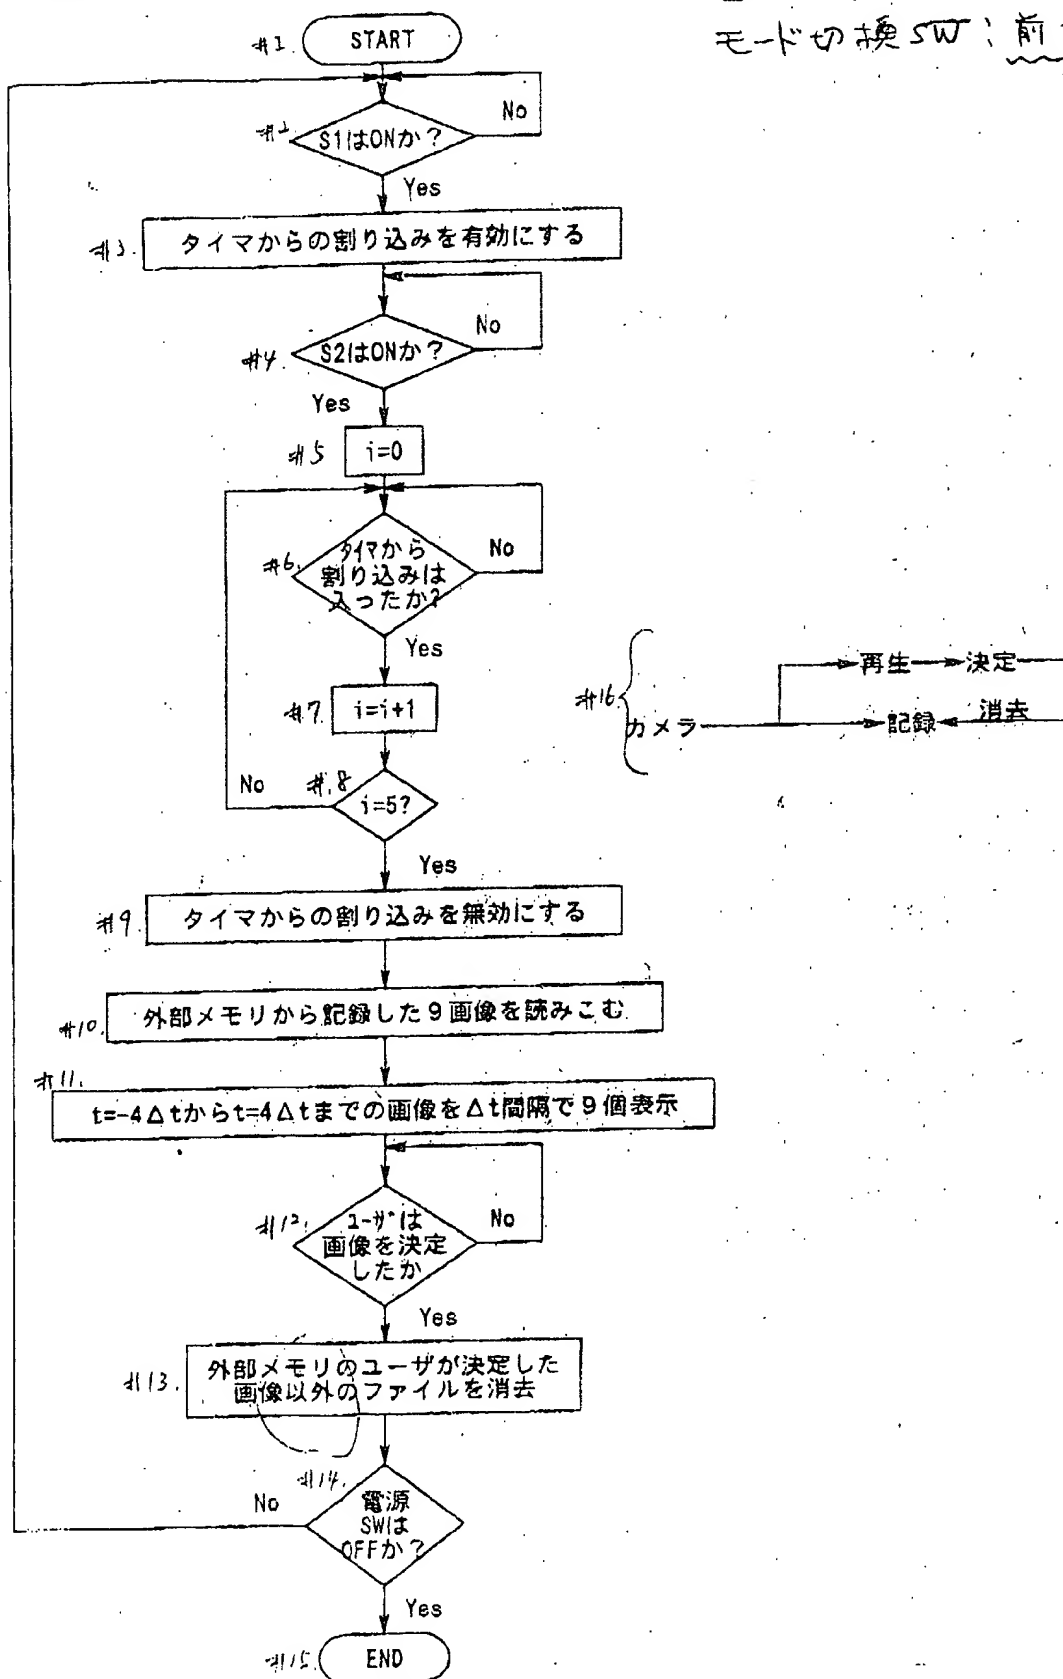 モード切換SW:前
#1. START
No
#2. S1はONか?
Yes
#3. タイマからの割り込みを有効にする
No
#4. S2はONか?
Yes
#5 i=0
#6. タイマから
割り込みは
入ったか?
No
Yes
#7. i=i+1
No
#.8
i=5?
Yes
#9. タイマからの割り込みを無効にする
#10. 外部メモリから記録した9画像を読みこむ
#11.
t=-4Δtからt=4Δtまでの画像をΔt間隔で9個表示
#12. ユーザは
画像を決定
したか
No
Yes
#13. 外部メモリのユーザが決定した
画像以外のファイルを消去
#14.
No
電源
SWは
OFFか?
Yes
#15. END
#16.
カメラ
再生
決定
記録
消去